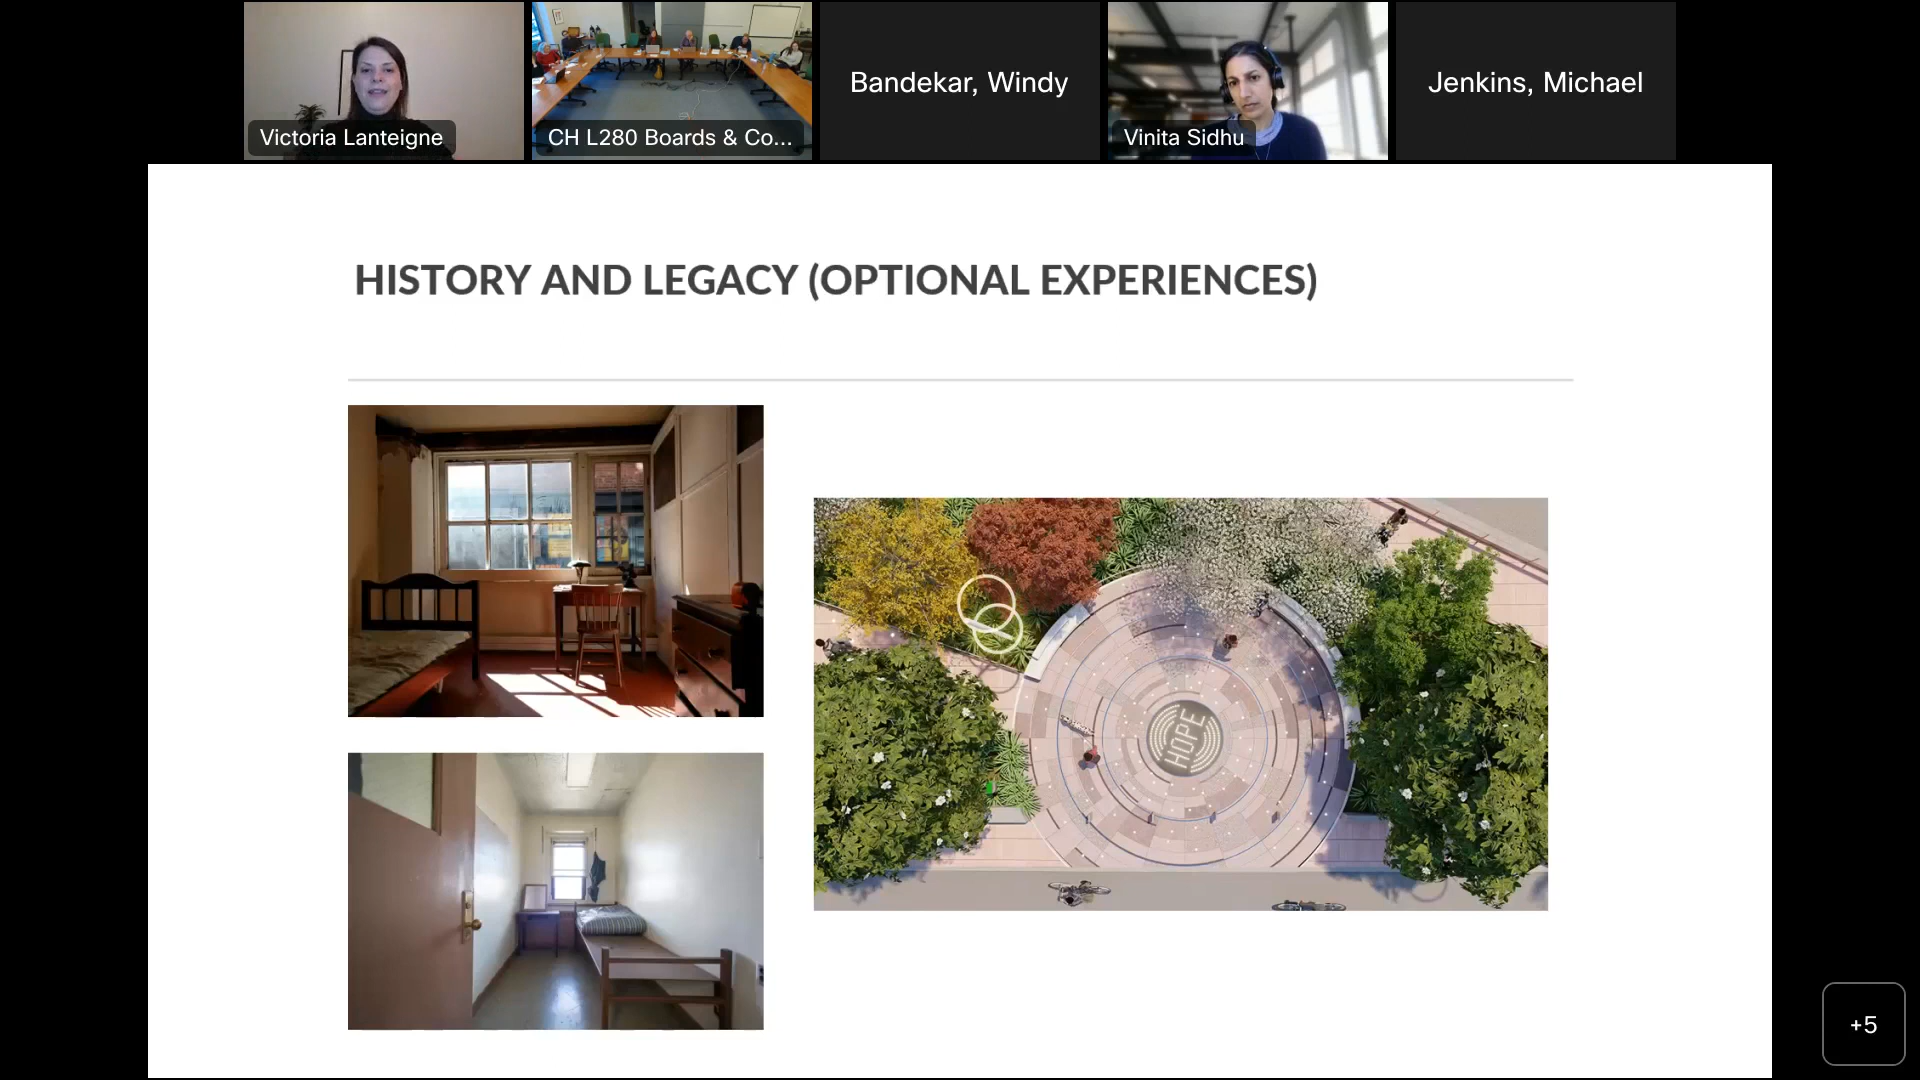 Victoria Lanteigne
CH L280 Boards & Co...
Bandekar, Windy
Vinita Sidhu
Jenkins, Michael
HISTORY AND LEGACY (OPTIONAL EXPERIENCES)
HOPE
+5